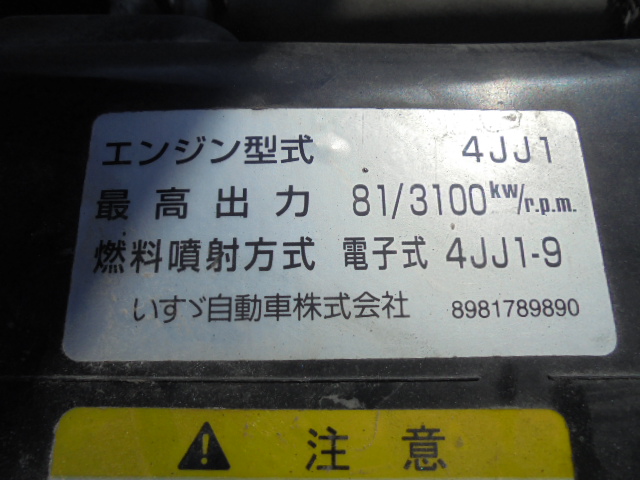 エンジン型式 4JJ1
最高出力 81/3100kw/r.p.m.
燃料噴射方式 電子式 4JJ1-9
いすゞ自動車株式会社 8981789890
注意